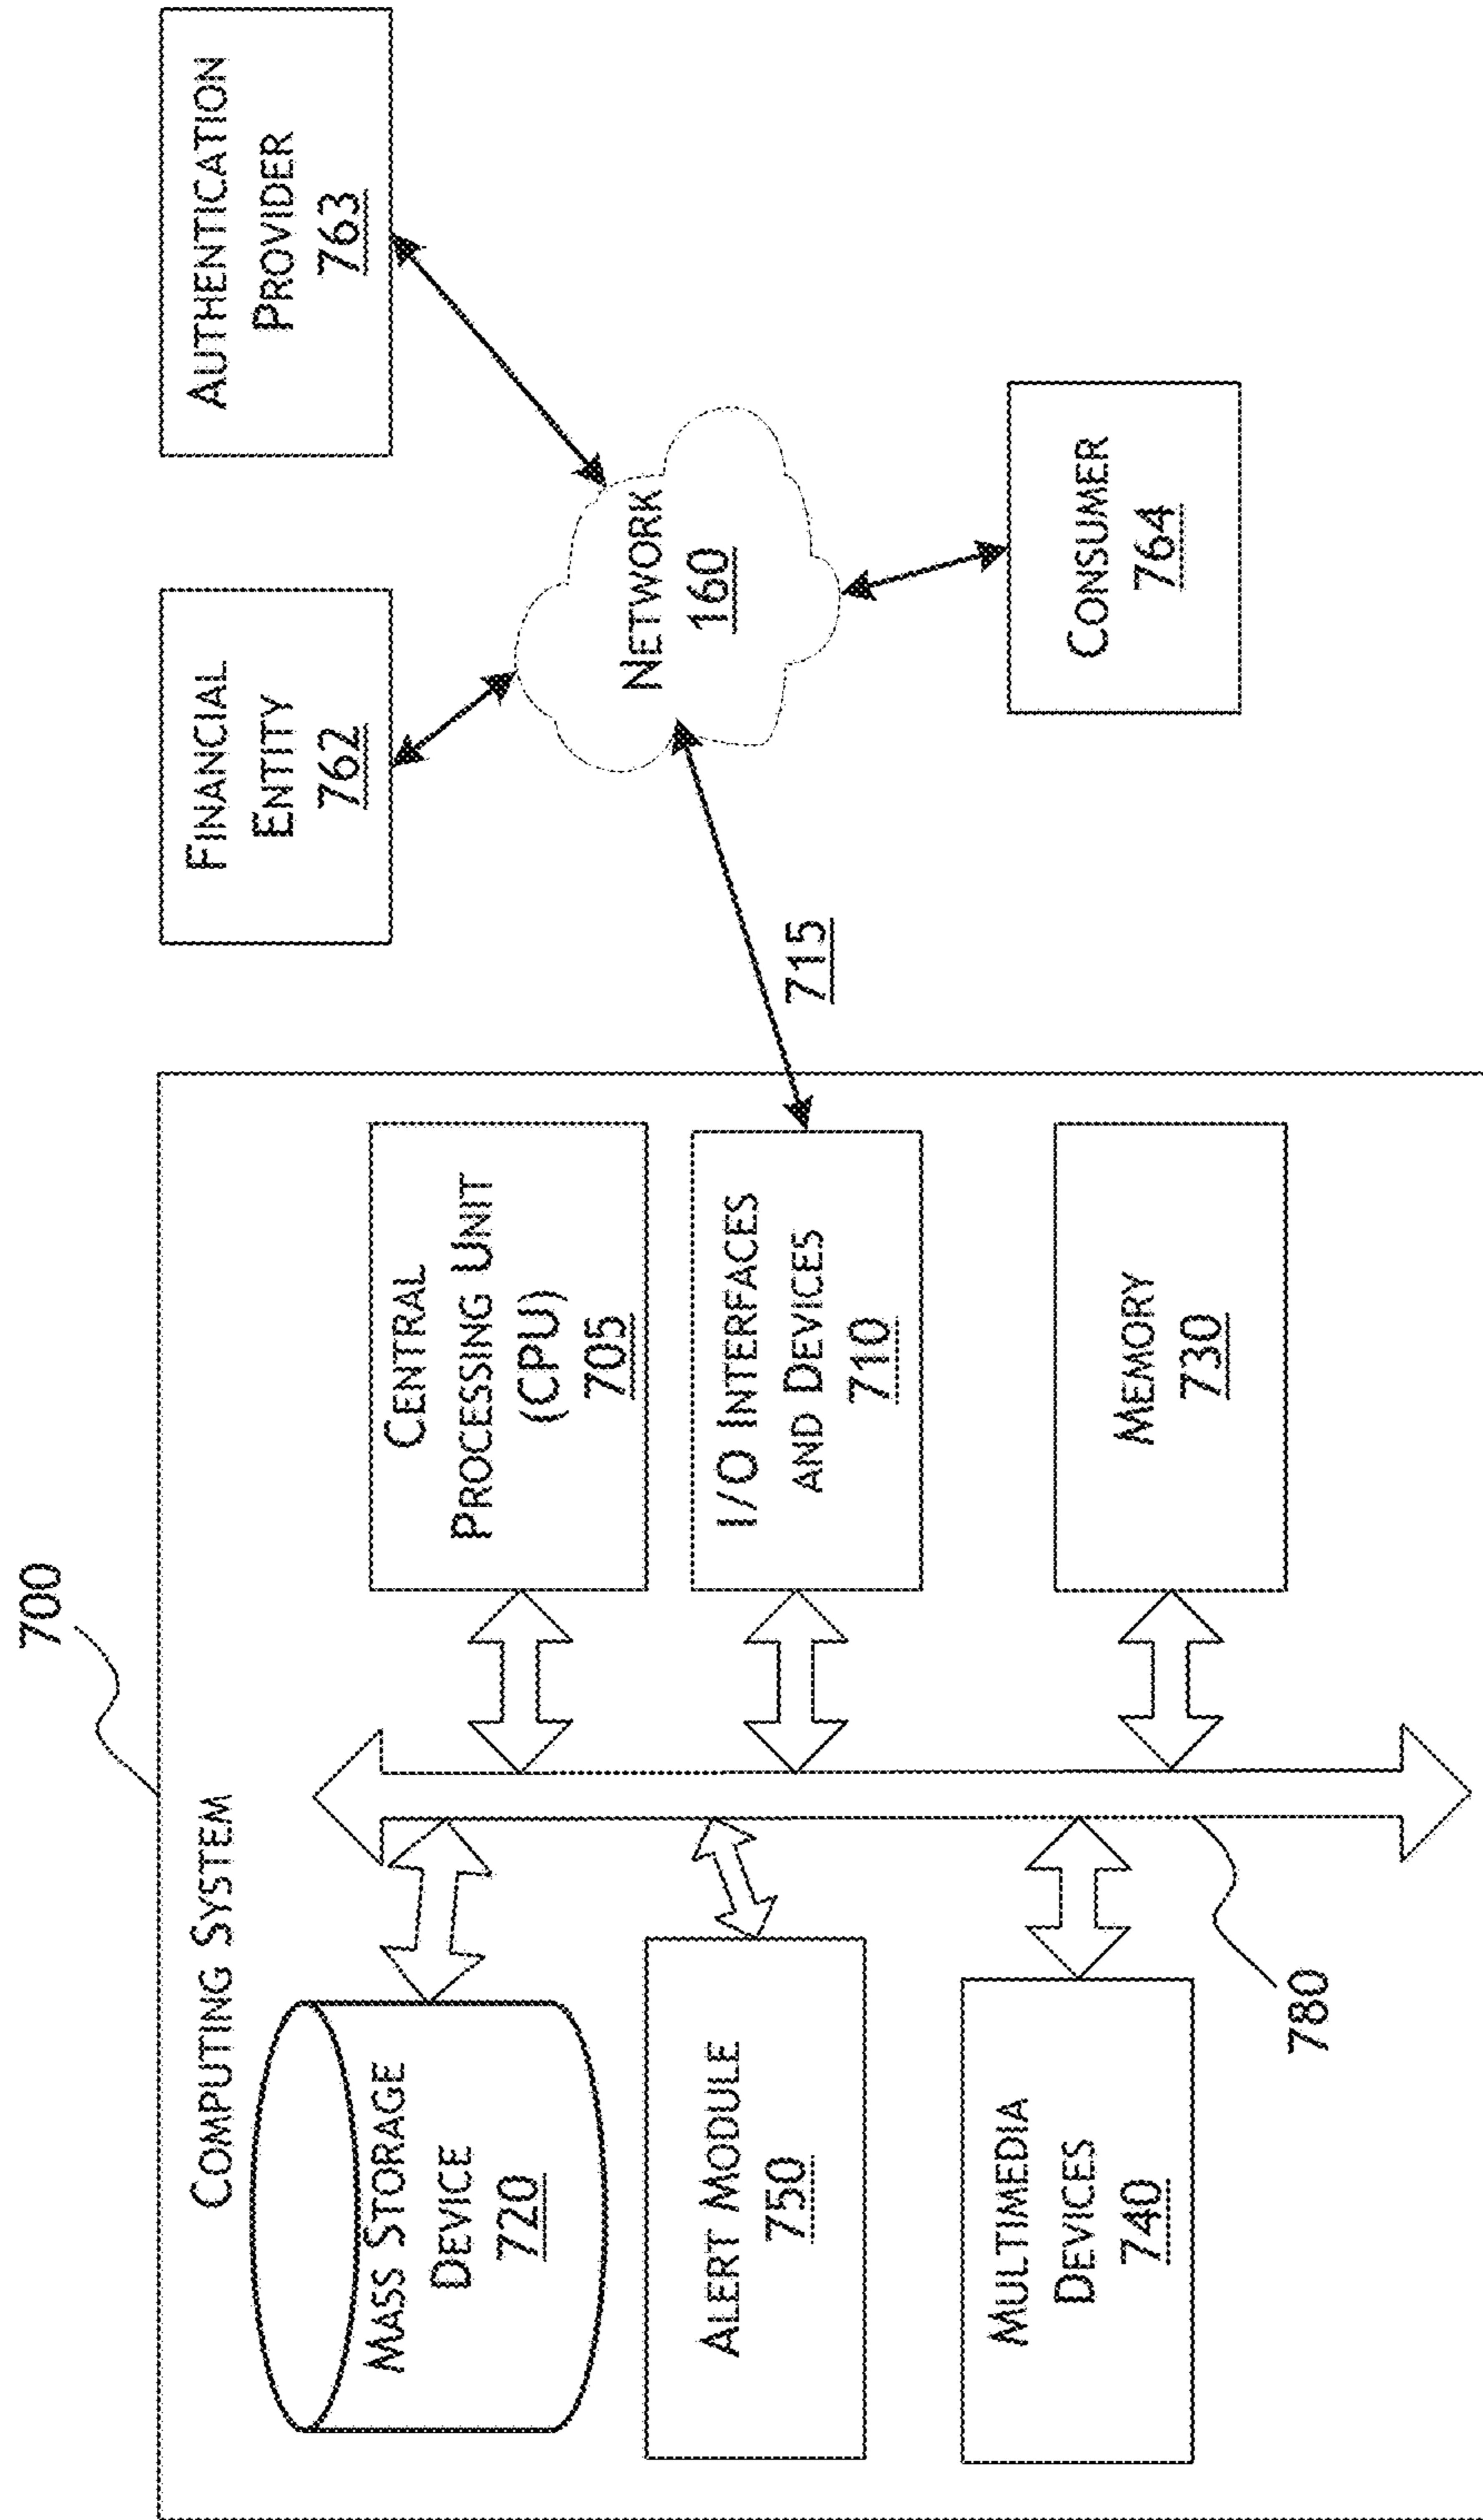 700
COMPUTING SYSTEM
MASS STORAGE
DEVICE
720
ALERT MODULE
750
MULTIMEDIA
DEVICES
740
780
CENTRAL
PROCESSING UNIT
(CPU)
705
I/O INTERFACES
AND DEVICES
710
MEMORY
730
715
FINANCIAL
ENTITY
762
AUTHENTICATION
PROVIDER
763
NETWORK
160
CONSUMER
764